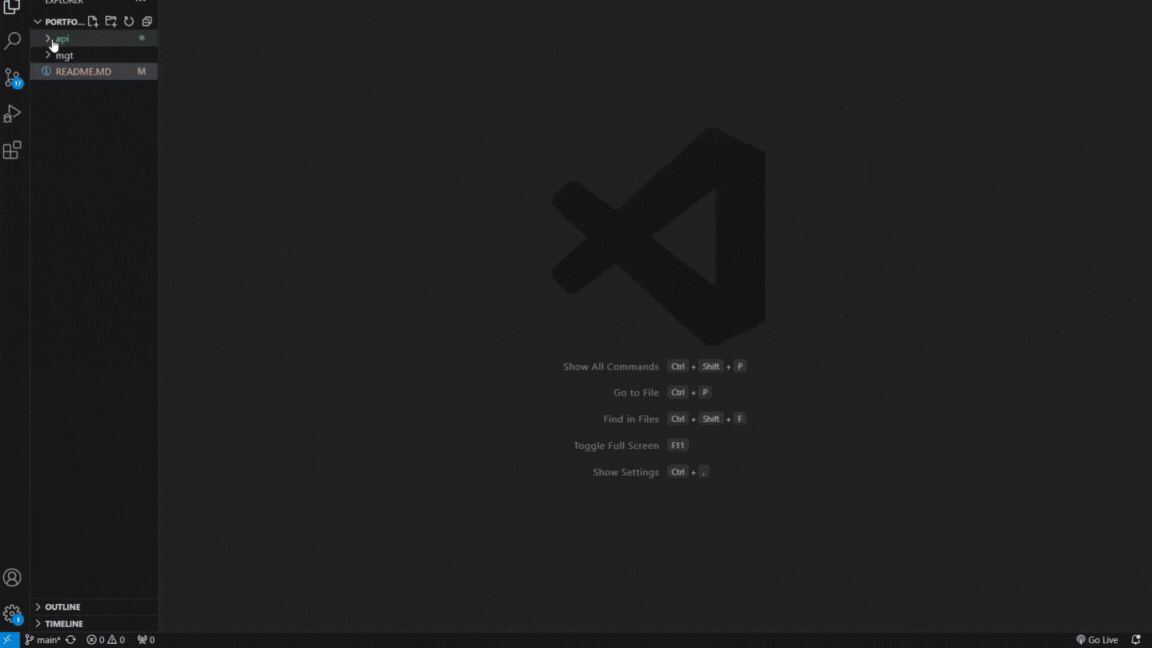 EXPLORER
PORTFO...
api
mgt
README.MD M
Show All Commands Ctrl + Shift + P
Go to File Ctrl + P
Find in Files Ctrl + Shift + F
Toggle Full Screen F11
Show Settings Ctrl + ,
OUTLINE
TIMELINE
main* 0 0 0 Go Live
17
1